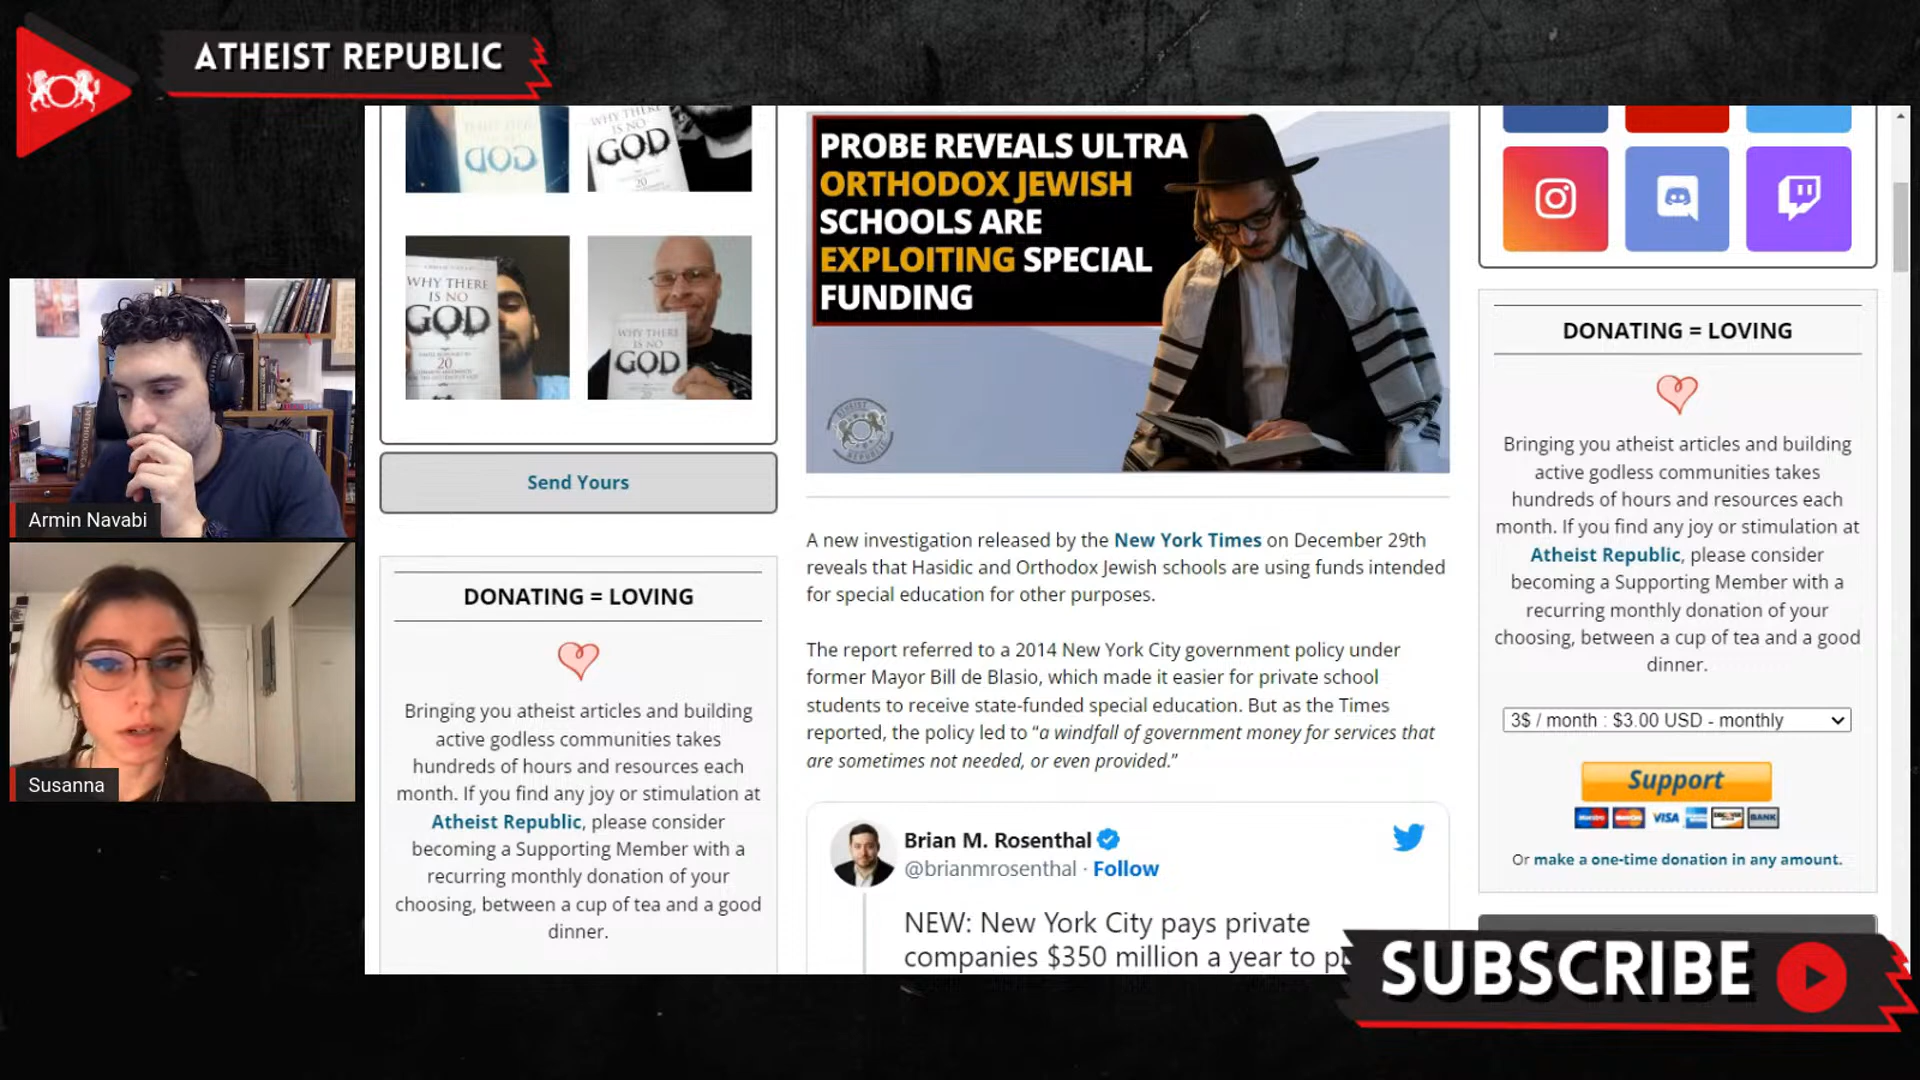 ATHEIST REPUBLIC
GOD
WHY THERE
IS NO
GOD
20
WHY THERE
IS NO
GOD
20
WHY THERE
IS NO
GOD
Send Yours
DONATING = LOVING
Bringing you atheist articles and building
active godless communities takes
hundreds of hours and resources each
month. If you find any joy or stimulation at
Atheist Republic, please consider
becoming a Supporting Member with a
recurring monthly donation of your
choosing, between a cup of tea and a good
dinner.
PROBE REVEALS ULTRA
ORTHODOX JEWISH
SCHOOLS ARE
EXPLOITING SPECIAL
FUNDING
ATHEIST
REPUBLIC
A new investigation released by the New York Times on December 29th
reveals that Hasidic and Orthodox Jewish schools are using funds intended
for special education for other purposes.
The report referred to a 2014 New York City government policy under
former Mayor Bill de Blasio, which made it easier for private school
students to receive state-funded special education. But as the Times
reported, the policy led to “a windfall of government money for services that
are sometimes not needed, or even provided.”
Brian M. Rosenthal
@brianmrosenthal · Follow
NEW: New York City pays private
companies $350 million a year to p
DONATING = LOVING
Bringing you atheist articles and building
active godless communities takes
hundreds of hours and resources each
month. If you find any joy or stimulation at
Atheist Republic, please consider
becoming a Supporting Member with a
recurring monthly donation of your
choosing, between a cup of tea and a good
dinner.
3$ / month : $3.00 USD - monthly
Support
VISA
BANK
Or make a one-time donation in any amount.
Armin Navabi
Susanna
SUBSCRIBE